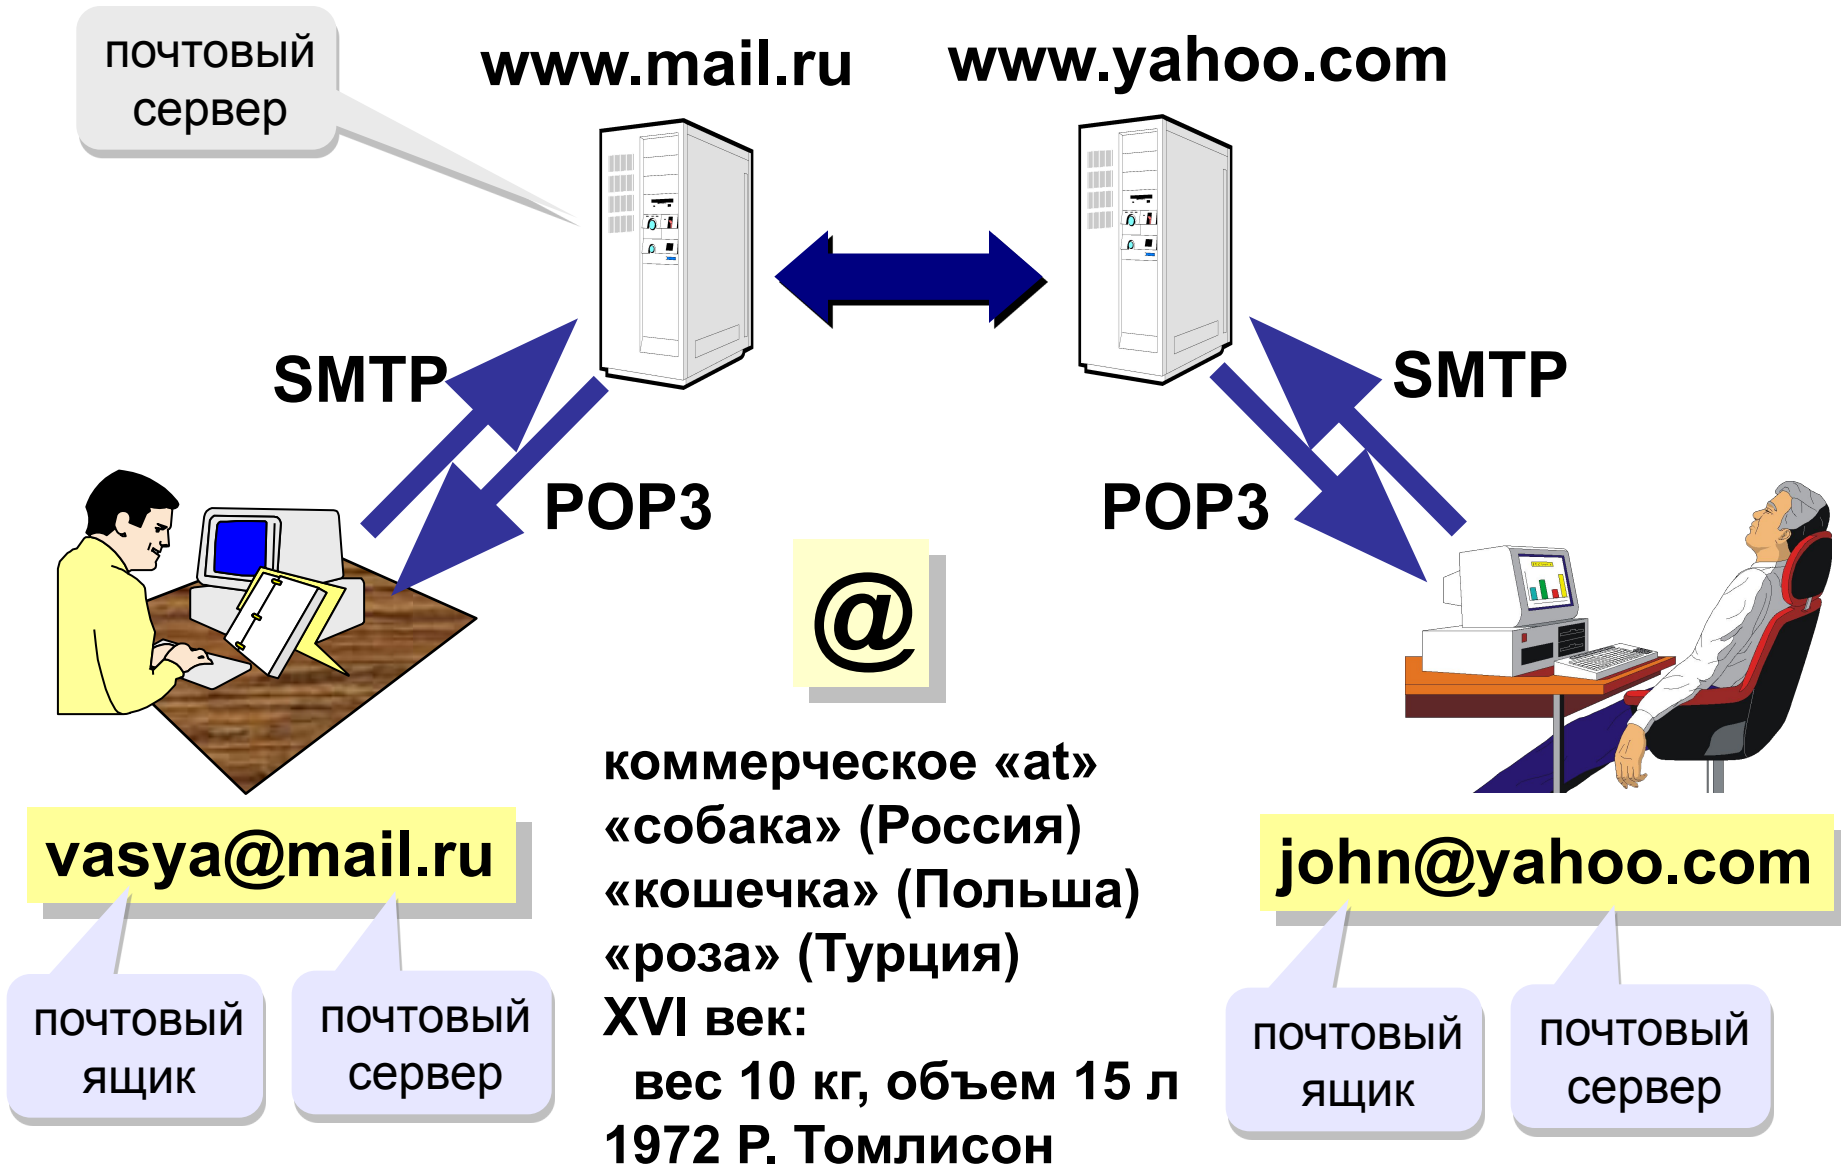 почтовый
сервер
www.mail.ru
www.yahoo.com
SMTP
SMTP
POP3
POP3
@
коммерческое «at»
«собака» (Россия)
«кошечка» (Польша)
«роза» (Турция)
XVI век:
вес 10 кг, объем 15 л
1972 Р. Томлисон
vasya@mail.ru
почтовый
ящик
почтовый
сервер
john@yahoo.com
почтовый
ящик
почтовый
сервер